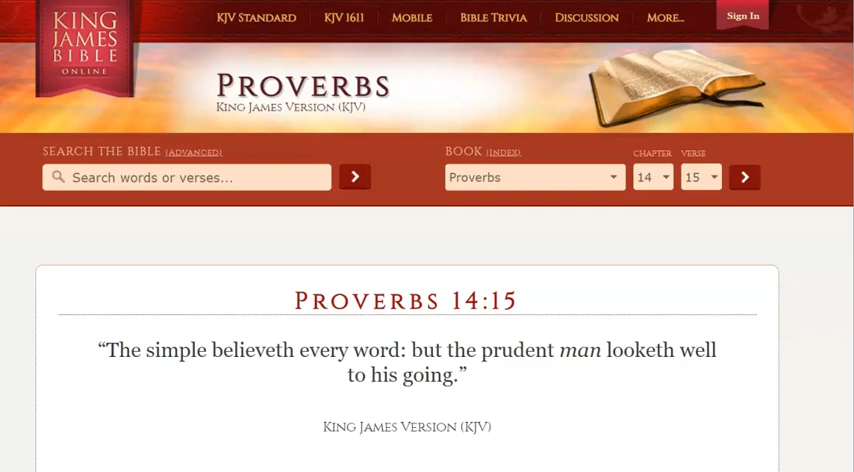 KING
JAMES
BIBLE
ONLINE
KJV STANDARD KJV 1611 MOBILE BIBLE TRIVIA DISCUSSION MORE... Sign In
PROVERBS
KING JAMES VERSION (KJV)
SEARCH THE BIBLE (ADVANCED) BOOK (INDEX) CHAPTER VERSE
Search words or verses... Proverbs 14 15
PROVERBS 14:15
“The simple believeth every word: but the prudent man looketh well
to his going.”
KING JAMES VERSION (KJV)